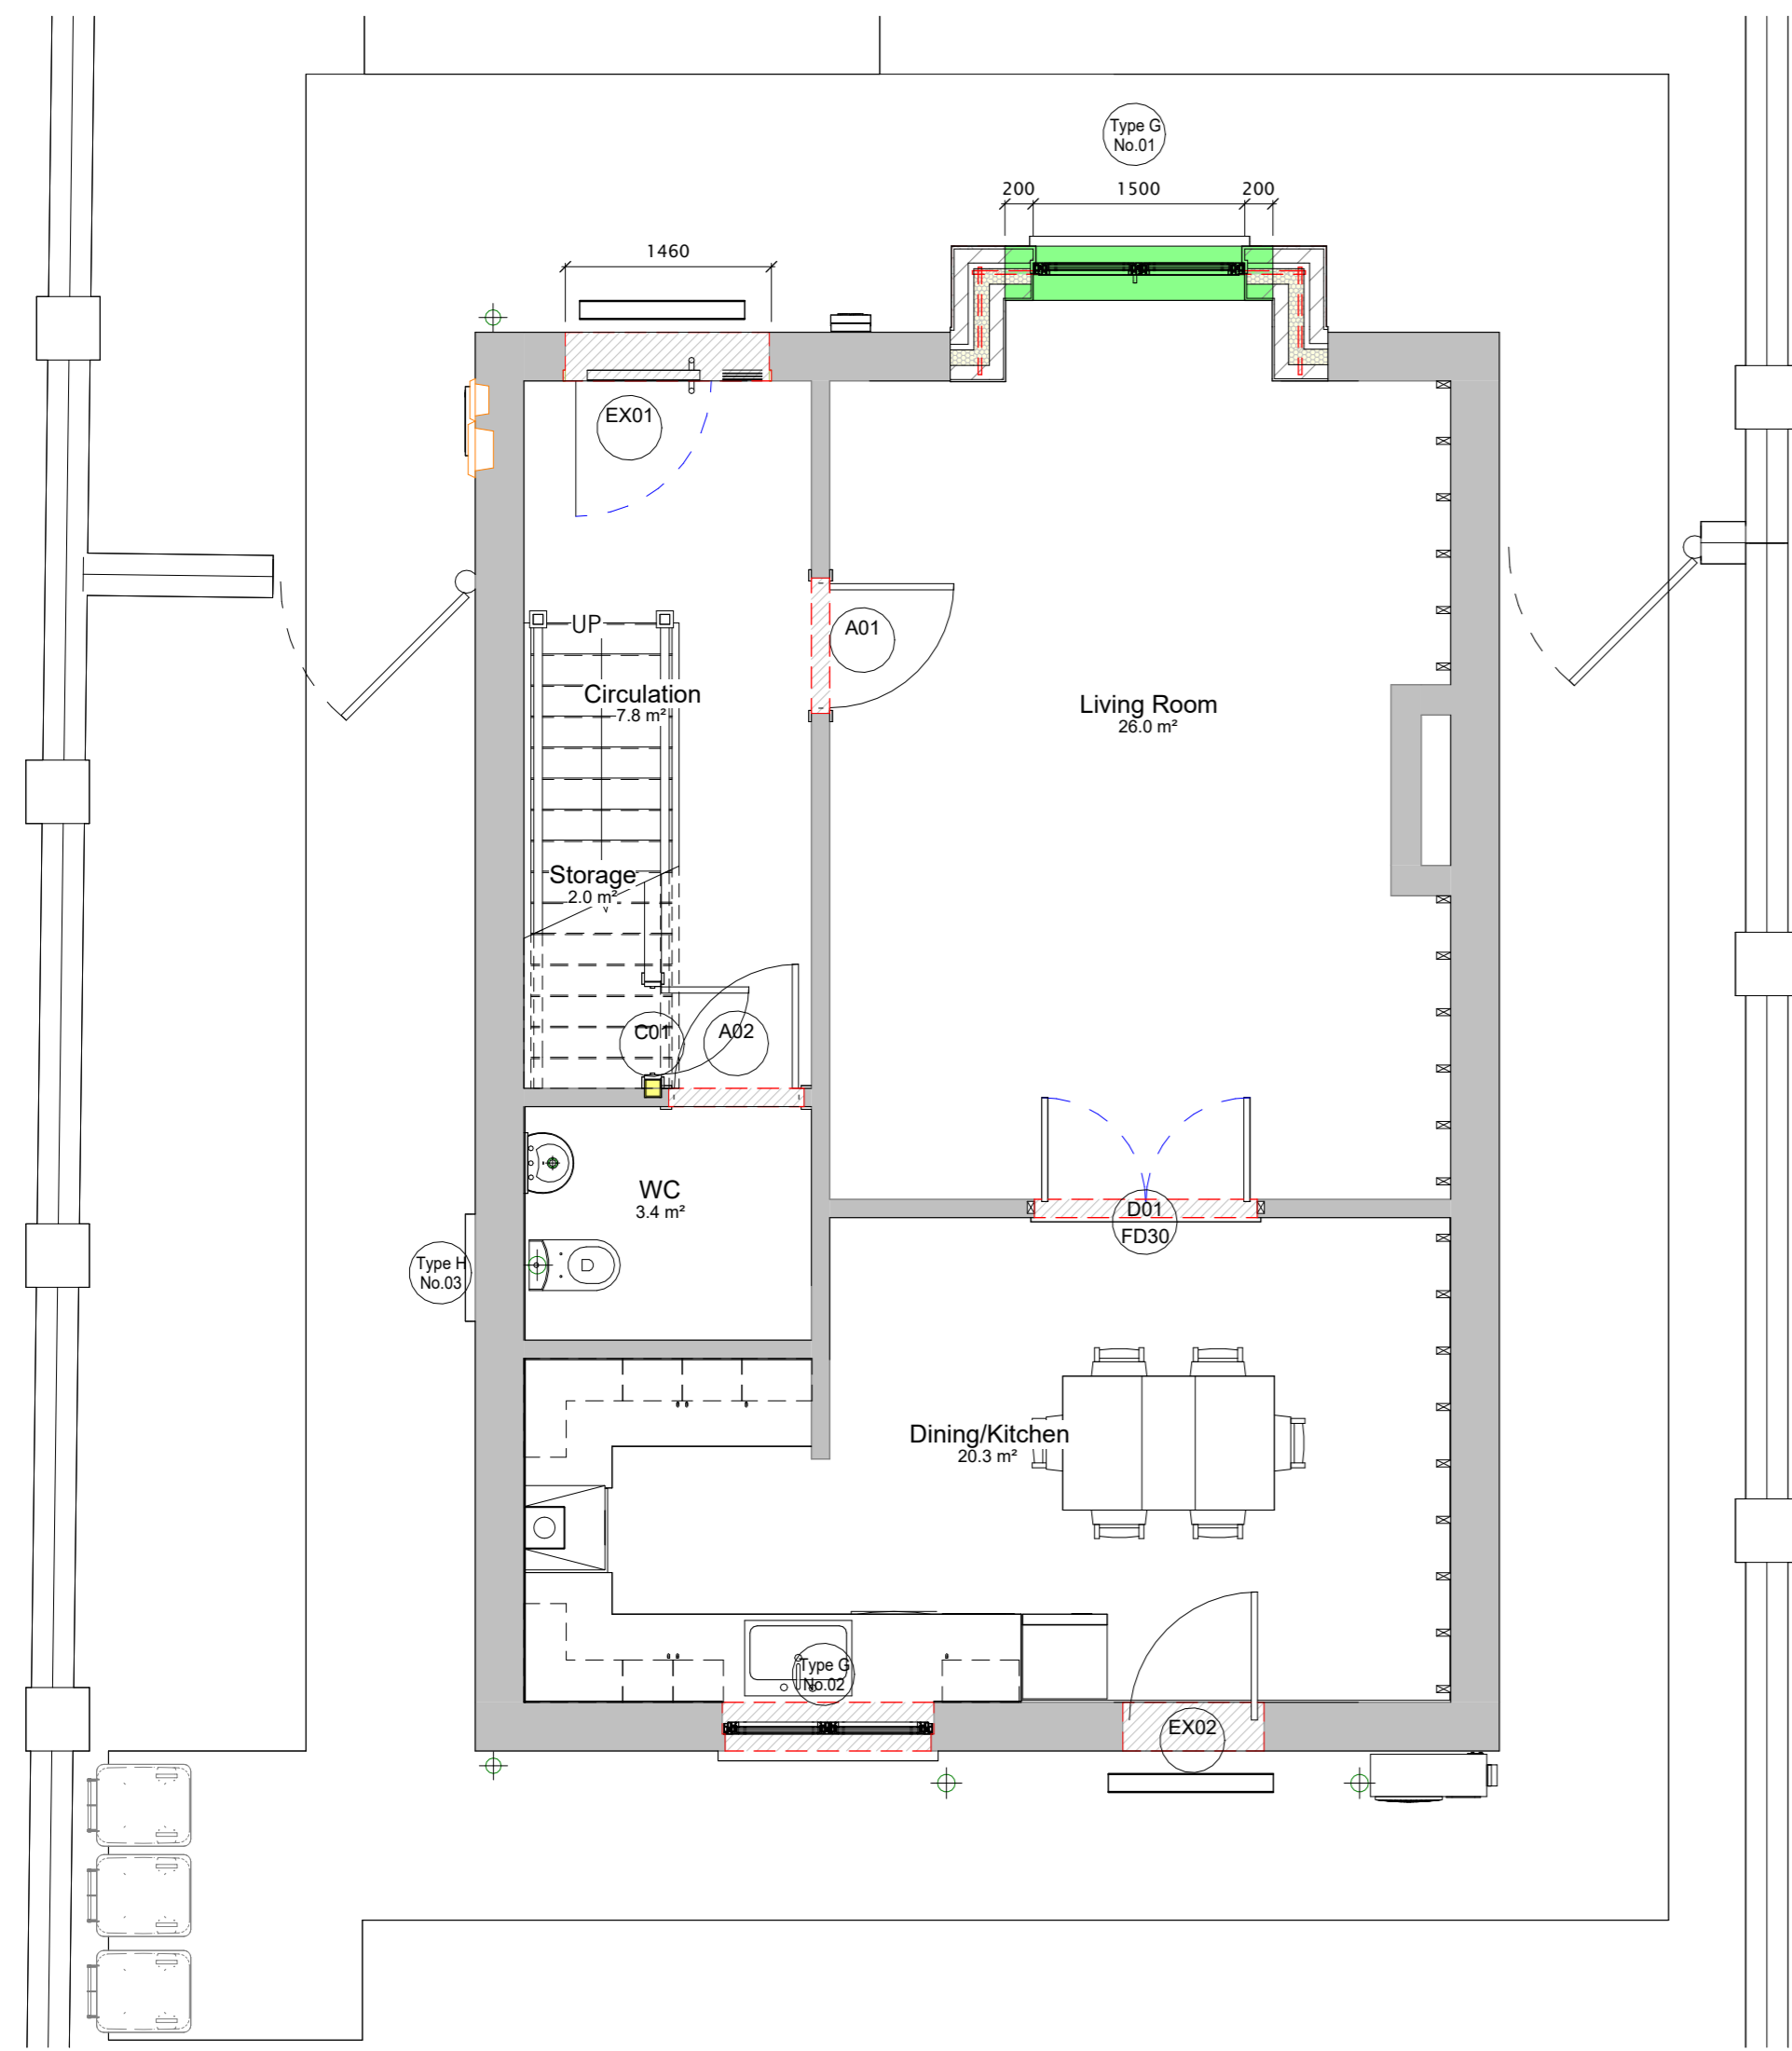 Type G
No.01
200
1500
200
1460
EX01
A01
UP
Circulation
7.8 m²
Living Room
26.0 m²
Storage
2.0 m²
C01
A02
WC
3.4 m²
D01
FD30
Type H
No.03
Dining/Kitchen
20.3 m²
Type G
No.02
EX02